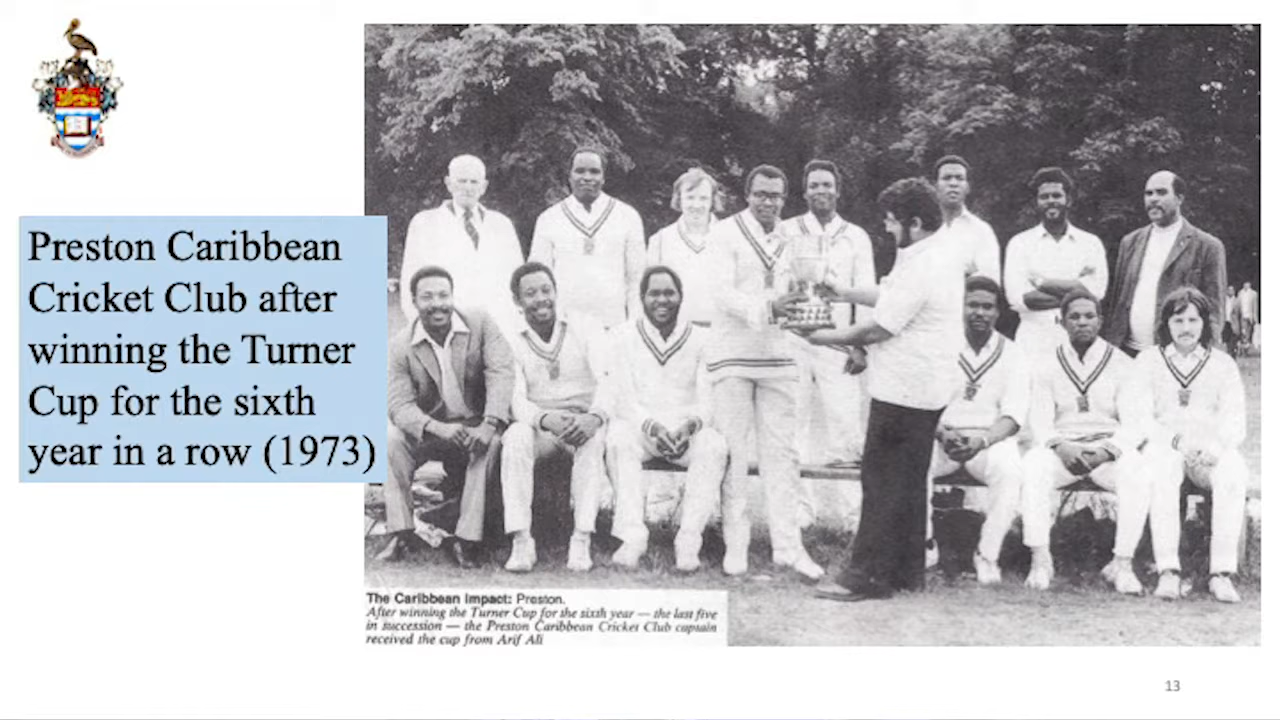 Preston Caribbean
Cricket Club after
winning the Turner
Cup for the sixth
year in a row (1973)
The Caribbean Impact: Preston.
After winning the Turner Cup for the sixth year — the last five
in succession — the Preston Caribbean Cricket Club captain
received the cup from Arif Ali
13